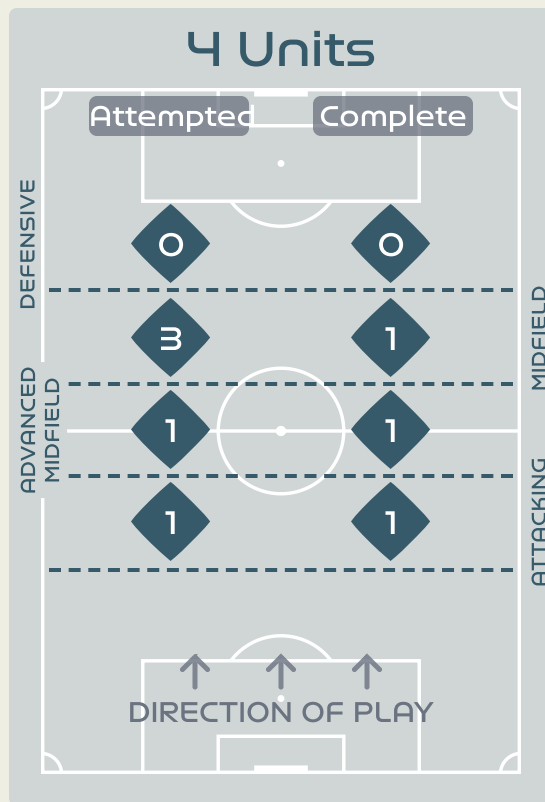 4 Units
Attempted
Complete
DEFENSIVE
0
0
MIDFIELD
3
1
ADVANCED
MIDFIELD
1
1
ATTACKING
1
1
DIRECTION OF PLAY